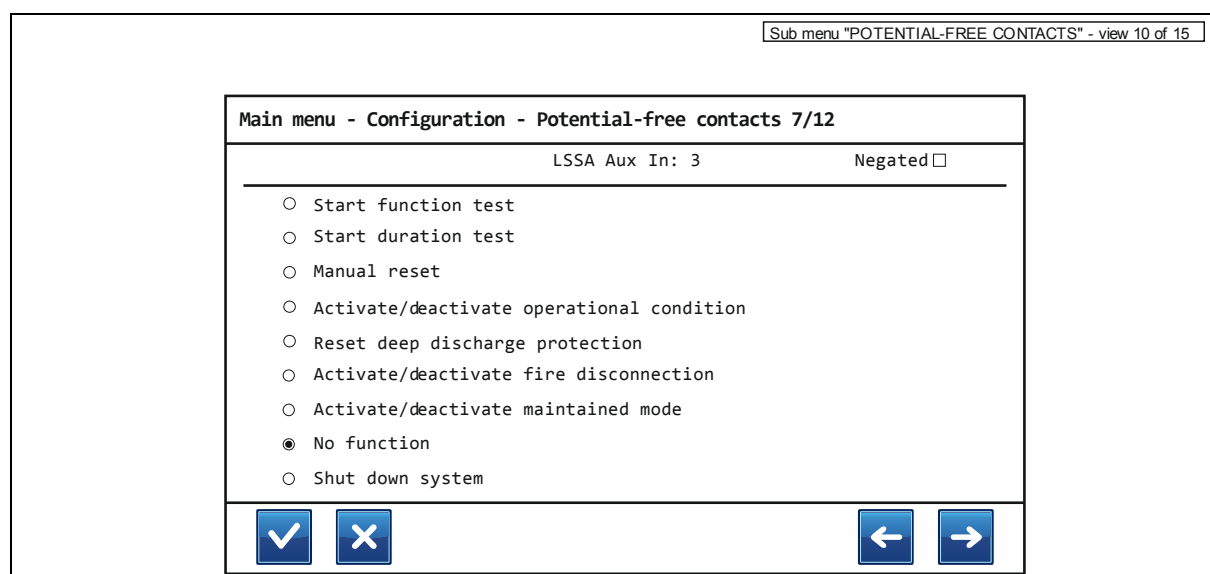 Sub menu "POTENTIAL-FREE CONTACTS" - view 10 of 15
Main menu - Configuration - Potential-free contacts 7/12
LSSA Aux In: 3 Negated
Start function test
Start duration test
Manual reset
Activate/deactivate operational condition
Reset deep discharge protection
Activate/deactivate fire disconnection
Activate/deactivate maintained mode
No function
Shut down system